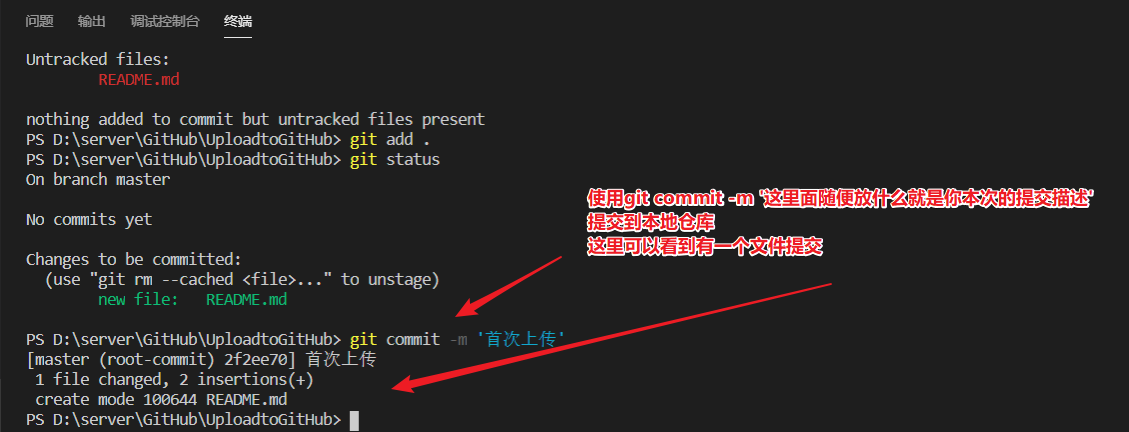 问题 输出 调试控制台 终端
Untracked files:
README.md
nothing added to commit but untracked files present
PS D:\server\GitHub\UploadtoGitHub> git add .
PS D:\server\GitHub\UploadtoGitHub> git status
On branch master
使用git commit -m '这里面随便放什么就是你本次的提交描述'
提交到本地仓库
这里可以看到有一个文件提交
No commits yet
Changes to be committed:
(use "git rm --cached <file>..." to unstage)
new file: README.md
PS D:\server\GitHub\UploadtoGitHub> git commit -m '首次上传'
[master (root-commit) 2f2ee70] 首次上传
1 file changed, 2 insertions(+)
create mode 100644 README.md
PS D:\server\GitHub\UploadtoGitHub>